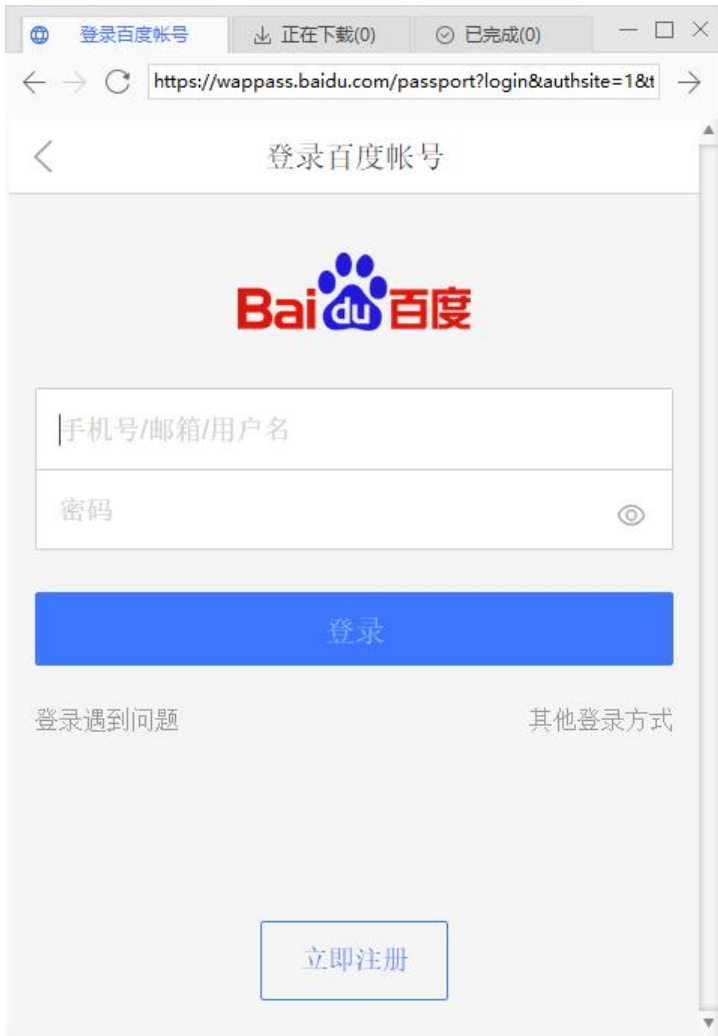 登录百度帐号 正在下载(0) 已完成(0)
https://wappass.baidu.com/passport?login&authsite=1&t
登录百度帐号
Bai du 百度
手机号/邮箱/用户名
密码
登录
登录遇到问题 其他登录方式
立即注册